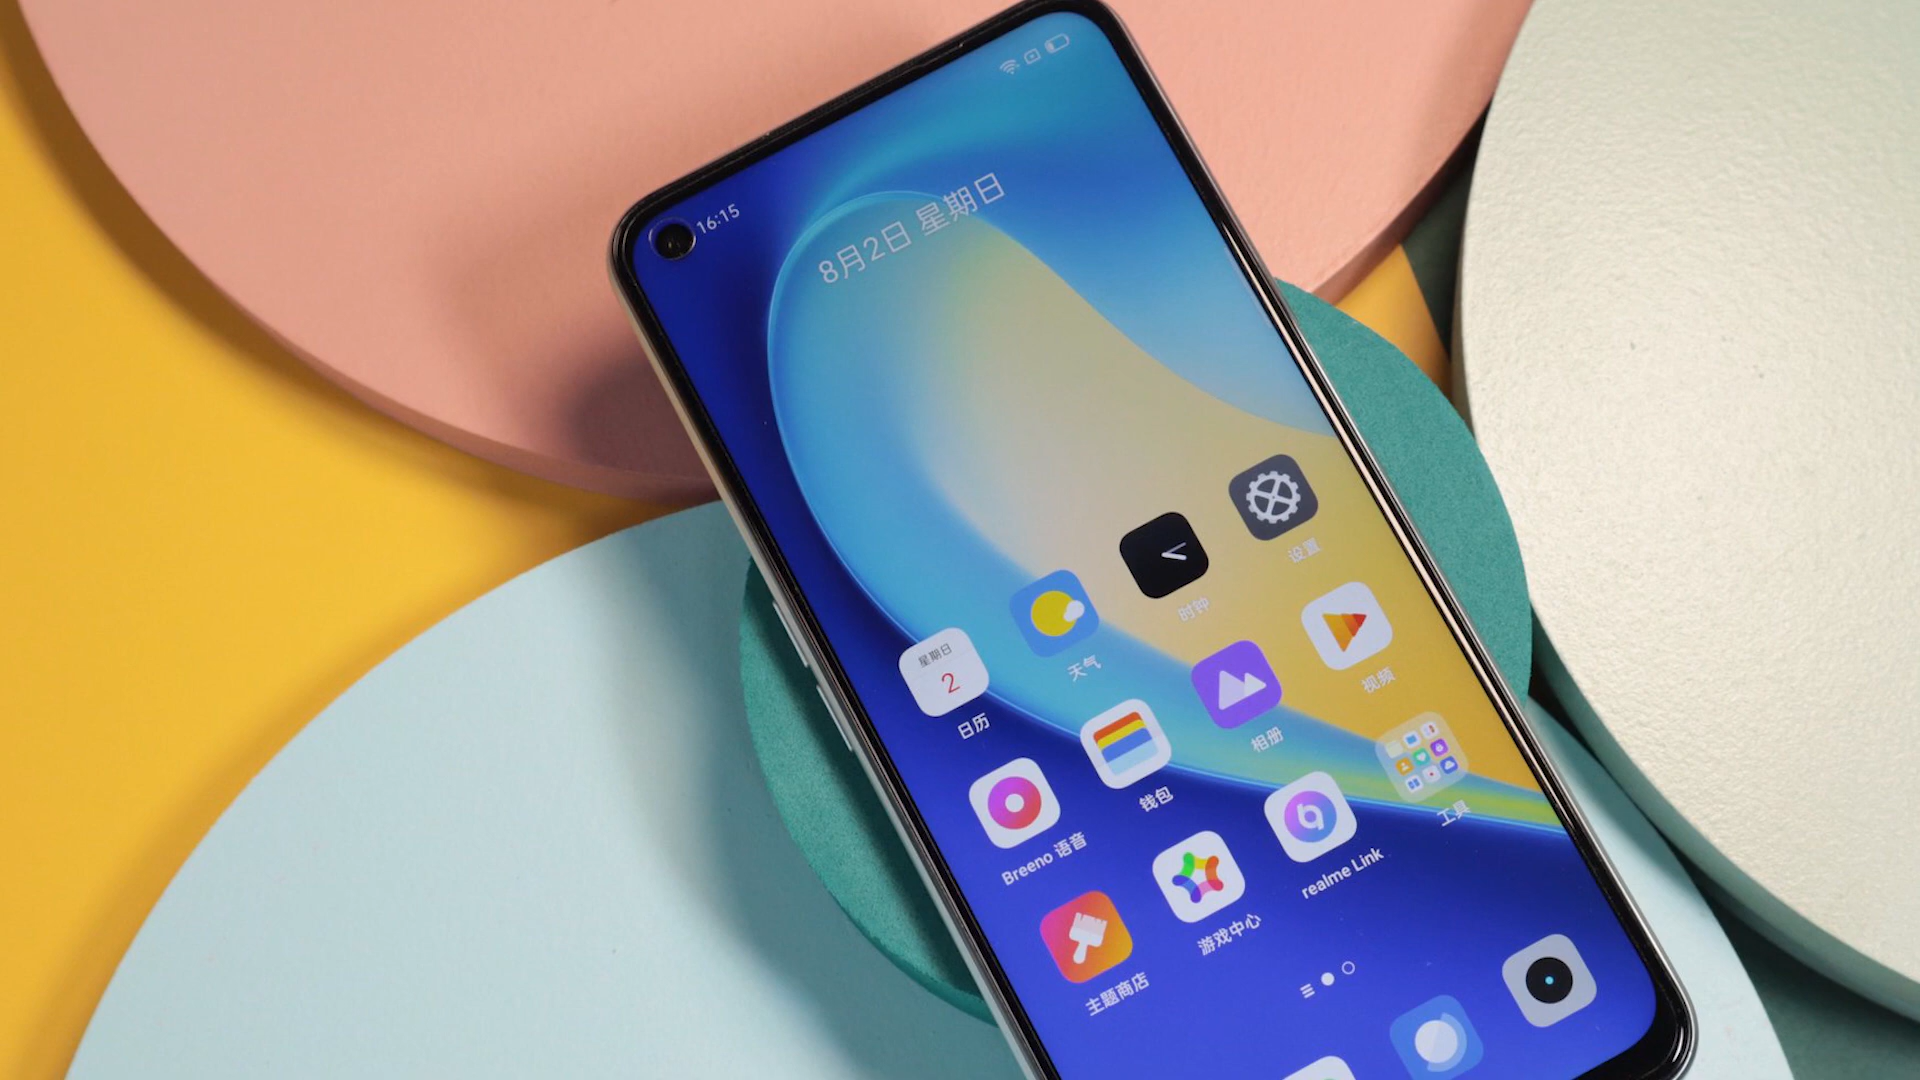 16:15
8月2日 星期日
设置
时钟
天气
星期日
2
日历
视频
相册
钱包
Breeno 语音
工具
realme Link
游戏中心
主题商店